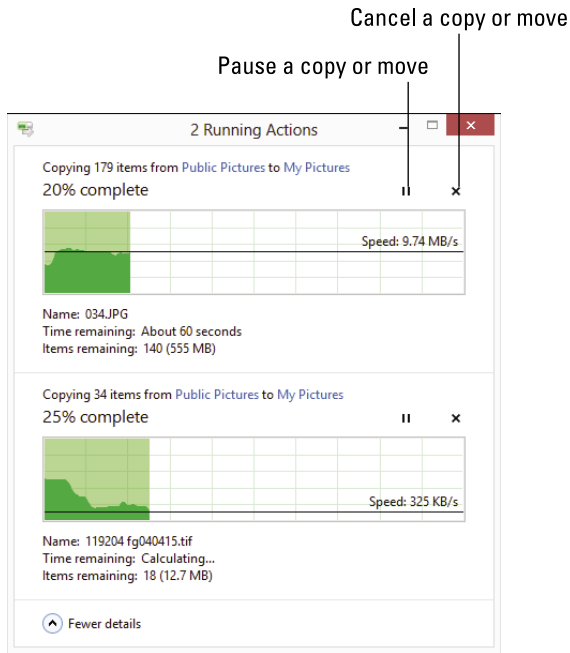 Cancel a copy or move
Pause a copy or move
2 Running Actions
Copying 179 items from Public Pictures to My Pictures
20% complete
Speed: 9.74 MB/s
Name: 034.JPG
Time remaining: About 60 seconds
Items remaining: 140 (555 MB)
Copying 34 items from Public Pictures to My Pictures
25% complete
Speed: 325 KB/s
Name: 119204 fg040415.tif
Time remaining: Calculating...
Items remaining: 18 (12.7 MB)
Fewer details